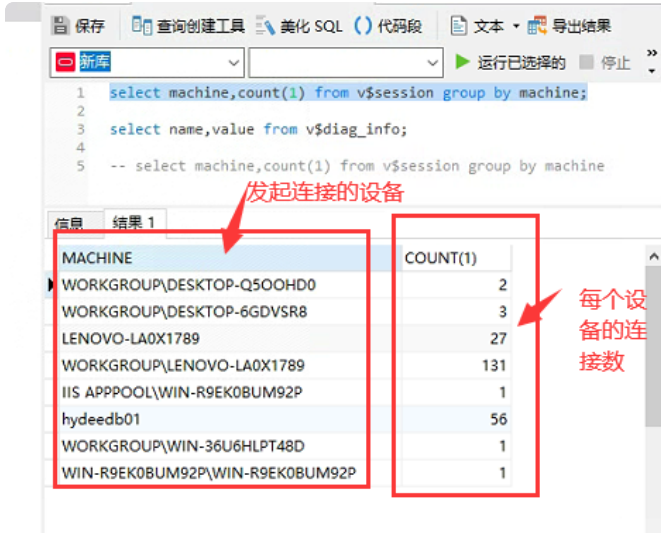 保存 查询创建工具 美化 SQL () 代码段 文本 导出结果
新库 运行已选择的 停止
1 select machine,count(1) from v$session group by machine;
2
3 select name,value from v$diag_info;
4
5 -- select machine,count(1) from v$session group by machine
发起连接的设备
信息 结果 1
MACHINE COUNT(1)
WORKGROUP\DESKTOP-Q5OOHD0 2
WORKGROUP\DESKTOP-6GDVSR8 3
LENOVO-LA0X1789 27
WORKGROUP\LENOVO-LA0X1789 131
IIS APPPOOL\WIN-R9EK0BUM92P 1
hydeedb01 56
WORKGROUP\WIN-36U6HLPT48D 1
WIN-R9EK0BUM92P\WIN-R9EK0BUM92P 1
每个设
备的连
接数